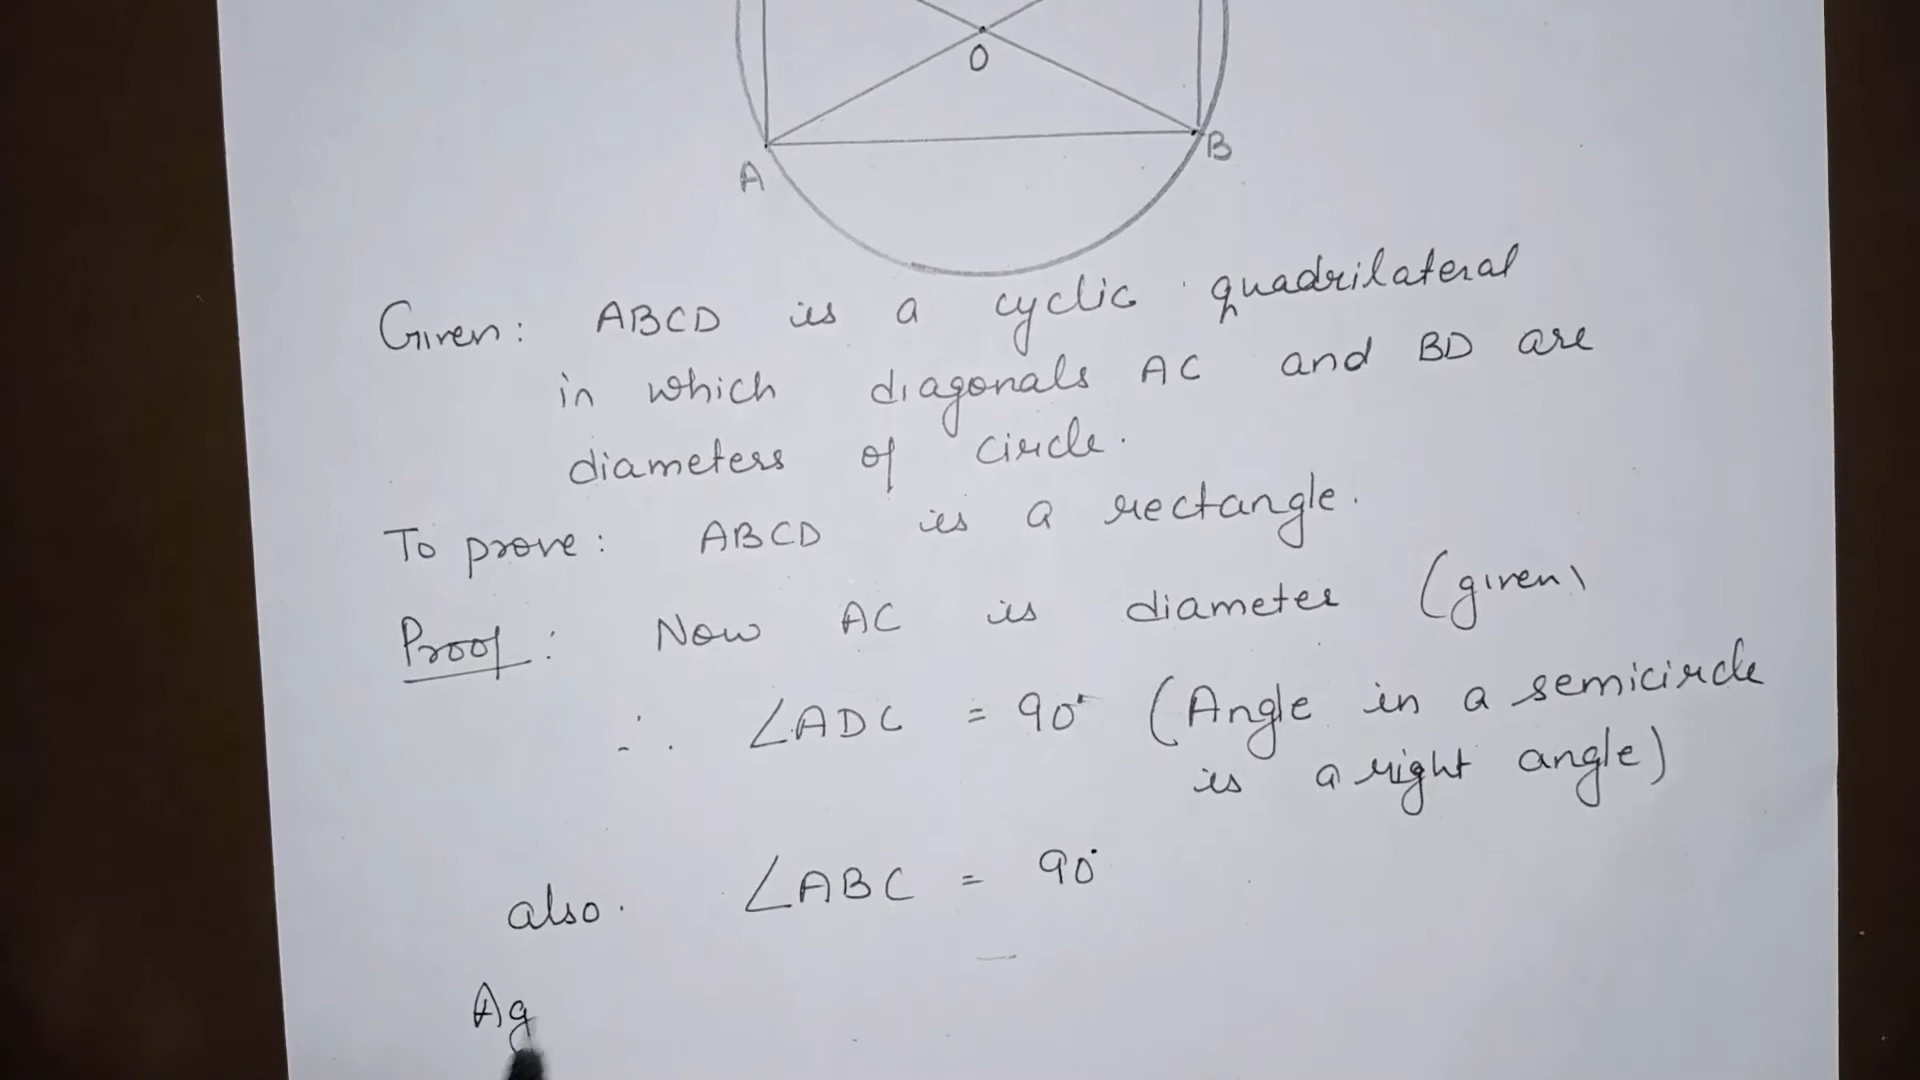 O
B
A
Given: ABCD is a cyclic quadrilateral
in which diagonals AC and BD are
diameters of circle.
To prove: ABCD is a rectangle.
Proof: Now AC is diameter (given)
∴ ∠ADC = 90° (Angle in a semicircle
is a right angle)
also. ∠ABC = 90°
Ag